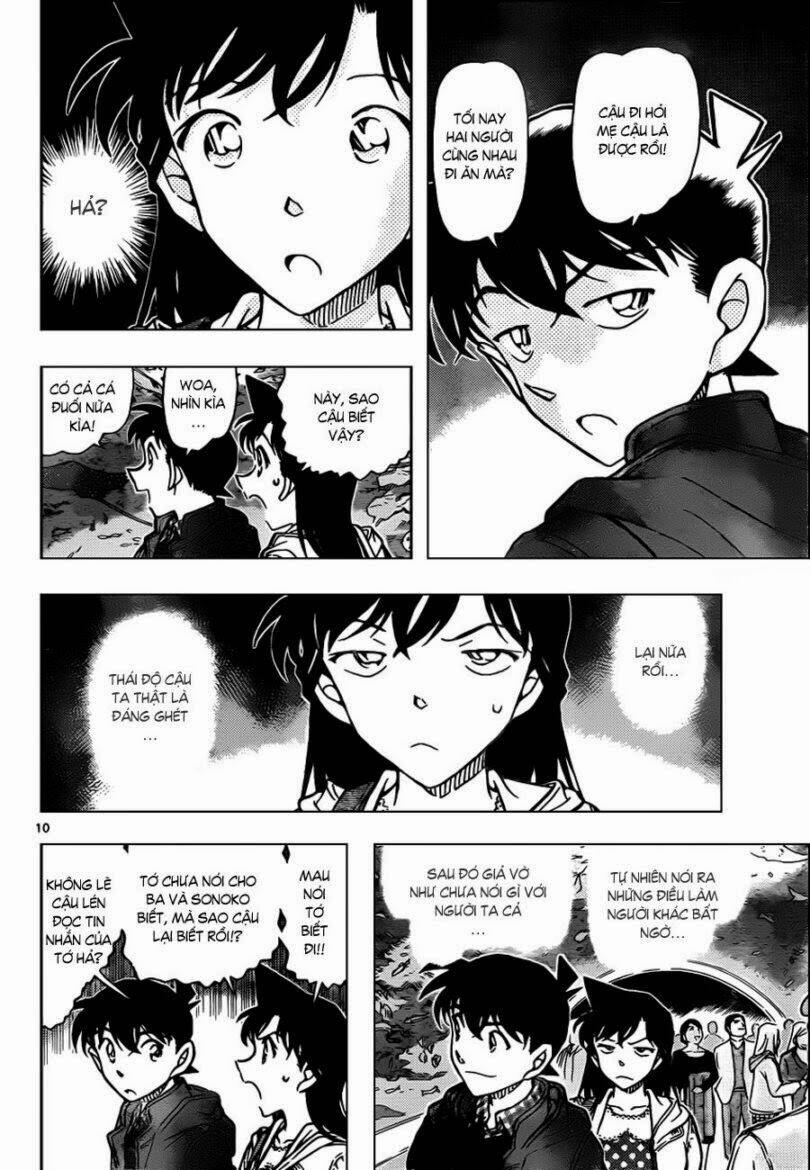 CẬU ĐI HỎI
MẸ CẬU LÀ
ĐƯỢC RỒI!
TỐI NAY
HAI NGƯỜI
CÙNG NHAU
ĐI ĂN MÀ?
HẢ?
NÀY, SAO
CẬU BIẾT
VẬY?
WOA,
NHÌN KÌA
...
CÓ CẢ CÁ
ĐUỐI NỮA
KÌA!
LẠI NỮA
RỒI...
THÁI ĐỘ CẬU
TA THẬT LÀ
ĐÁNG GHÉT
...
10
TỰ NHIÊN NÓI RA
NHỮNG ĐIỀU LÀM
NGƯỜI KHÁC BẤT
NGỜ...
SAU ĐÓ GIẢ VỜ
NHƯ CHƯA NÓI GÌ VỚI
NGƯỜI TA CẢ
...
MAU
NÓI
TỚ
BIẾT
ĐI!!
TỚ CHƯA NÓI CHO
BA VÀ SONOKO
BIẾT, MÀ SAO CẬU
LẠI BIẾT RỒI!?
KHÔNG LẼ
CẬU LÉN
ĐỌC TIN
NHẮN CỦA
TỚ HẢ?